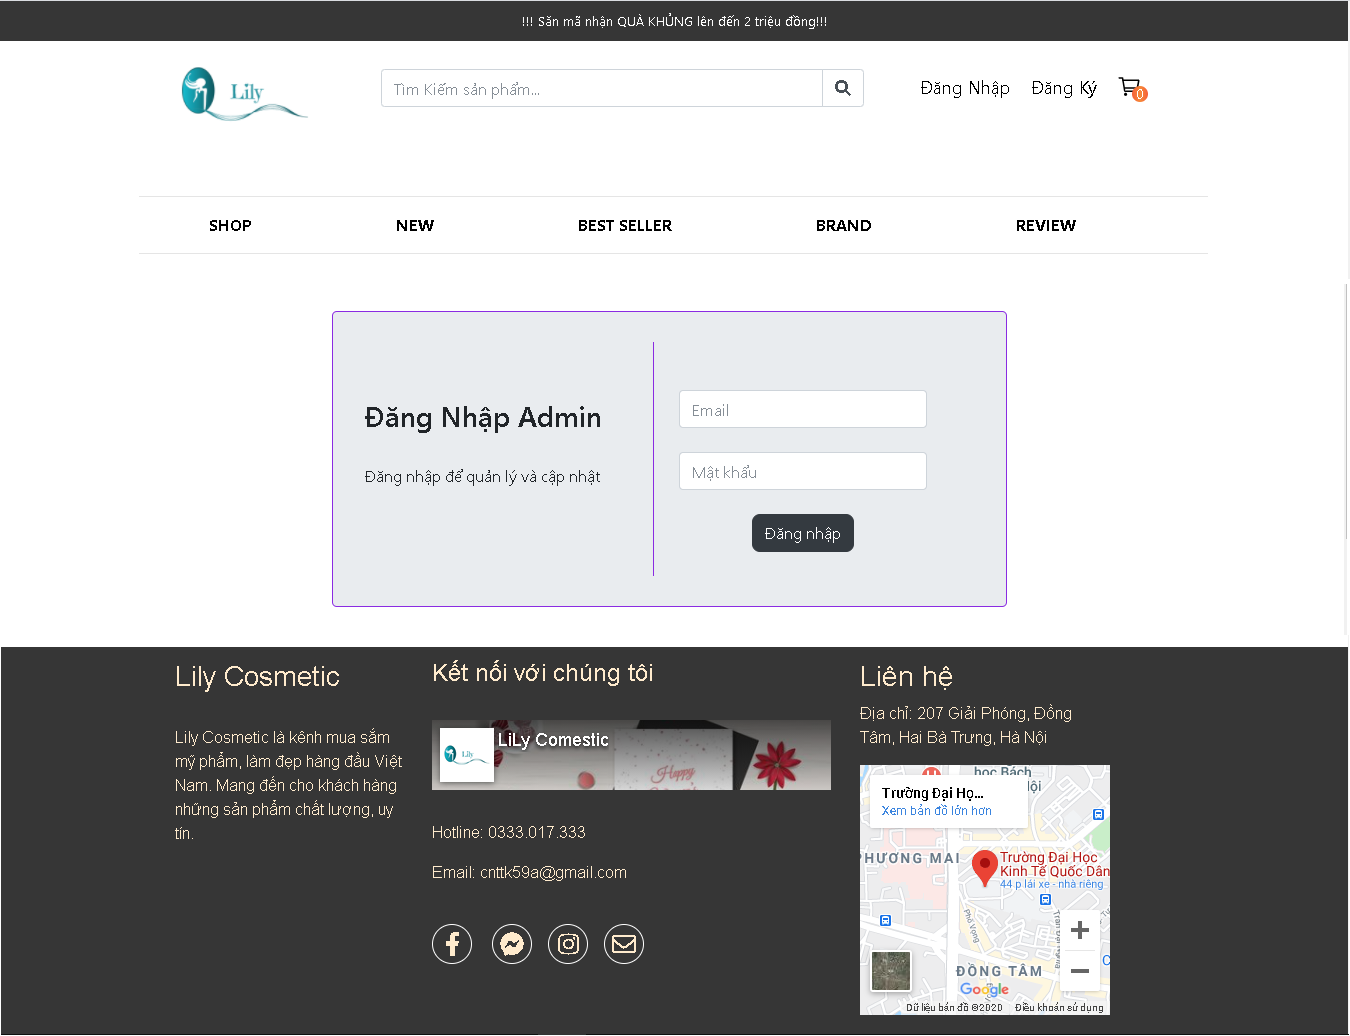 !!! Săn mã nhận QUÀ KHỦNG lên đến 2 triệu đồng!!!
Lily
Tìm Kiếm sản phẩm...
Đăng Nhập
Đăng Ký
0
SHOP
NEW
BEST SELLER
BRAND
REVIEW
Đăng Nhập Admin
Đăng nhập để quản lý và cập nhật
Email
Mật khẩu
Đăng nhập
Lily Cosmetic
Lily Cosmetic là kênh mua sắm
mỹ phẩm, làm đẹp hàng đầu Việt
Nam. Mang đến cho khách hàng
những sản phẩm chất lượng, uy
tín.
Kết nối với chúng tôi
LiLy Comestic
Happy
Hotline: 0333.017.333
Email: cnttk59a@gmail.com
Liên hệ
Địa chỉ: 207 Giải Phóng, Đồng
Tâm, Hai Bà Trưng, Hà Nội
học Bách
Trường Đại Họ...
Xem bản đồ lớn hơn
PHƯƠNG MAI
Trường Đại Học
Kinh Tế Quốc Dân
44 p lái xe - nhà riêng
Phố Vọng
ĐỒNG TÂM
Google
Dữ liệu bản đồ ©2020
Điều khoản sử dụng